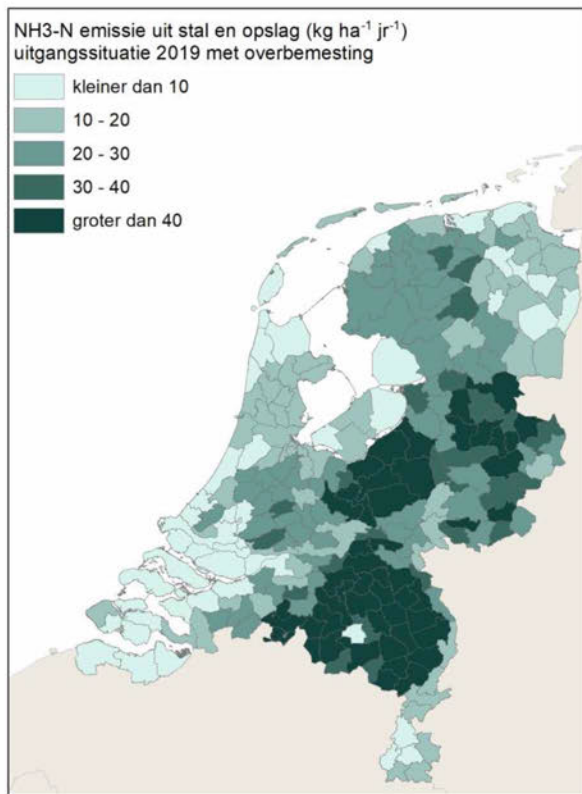 NH3-N emissie uit stal en opslag (kg ha⁻¹ jr⁻¹)
uitgangssituatie 2019 met overbemesting
kleiner dan 10
10 - 20
20 - 30
30 - 40
groter dan 40